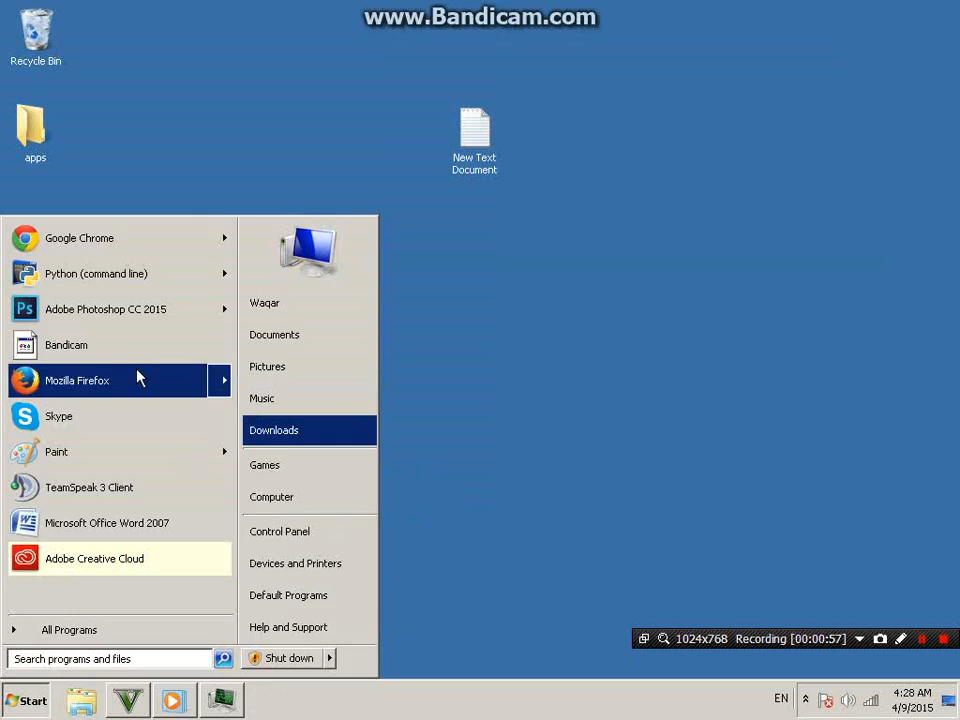 www.Bandicam.com
Recycle Bin
apps
New Text
Document
Google Chrome
Python (command line)
Adobe Photoshop CC 2015
Ps
Bandicam
Mozilla Firefox
Skype
Paint
TeamSpeak 3 Client
Microsoft Office Word 2007
Adobe Creative Cloud
All Programs
Search programs and files
Waqar
Documents
Pictures
Music
Downloads
Games
Computer
Control Panel
Devices and Printers
Default Programs
Help and Support
Shut down
1024x768 Recording [00:00:57]
Start
EN
4:28 AM
4/9/2015